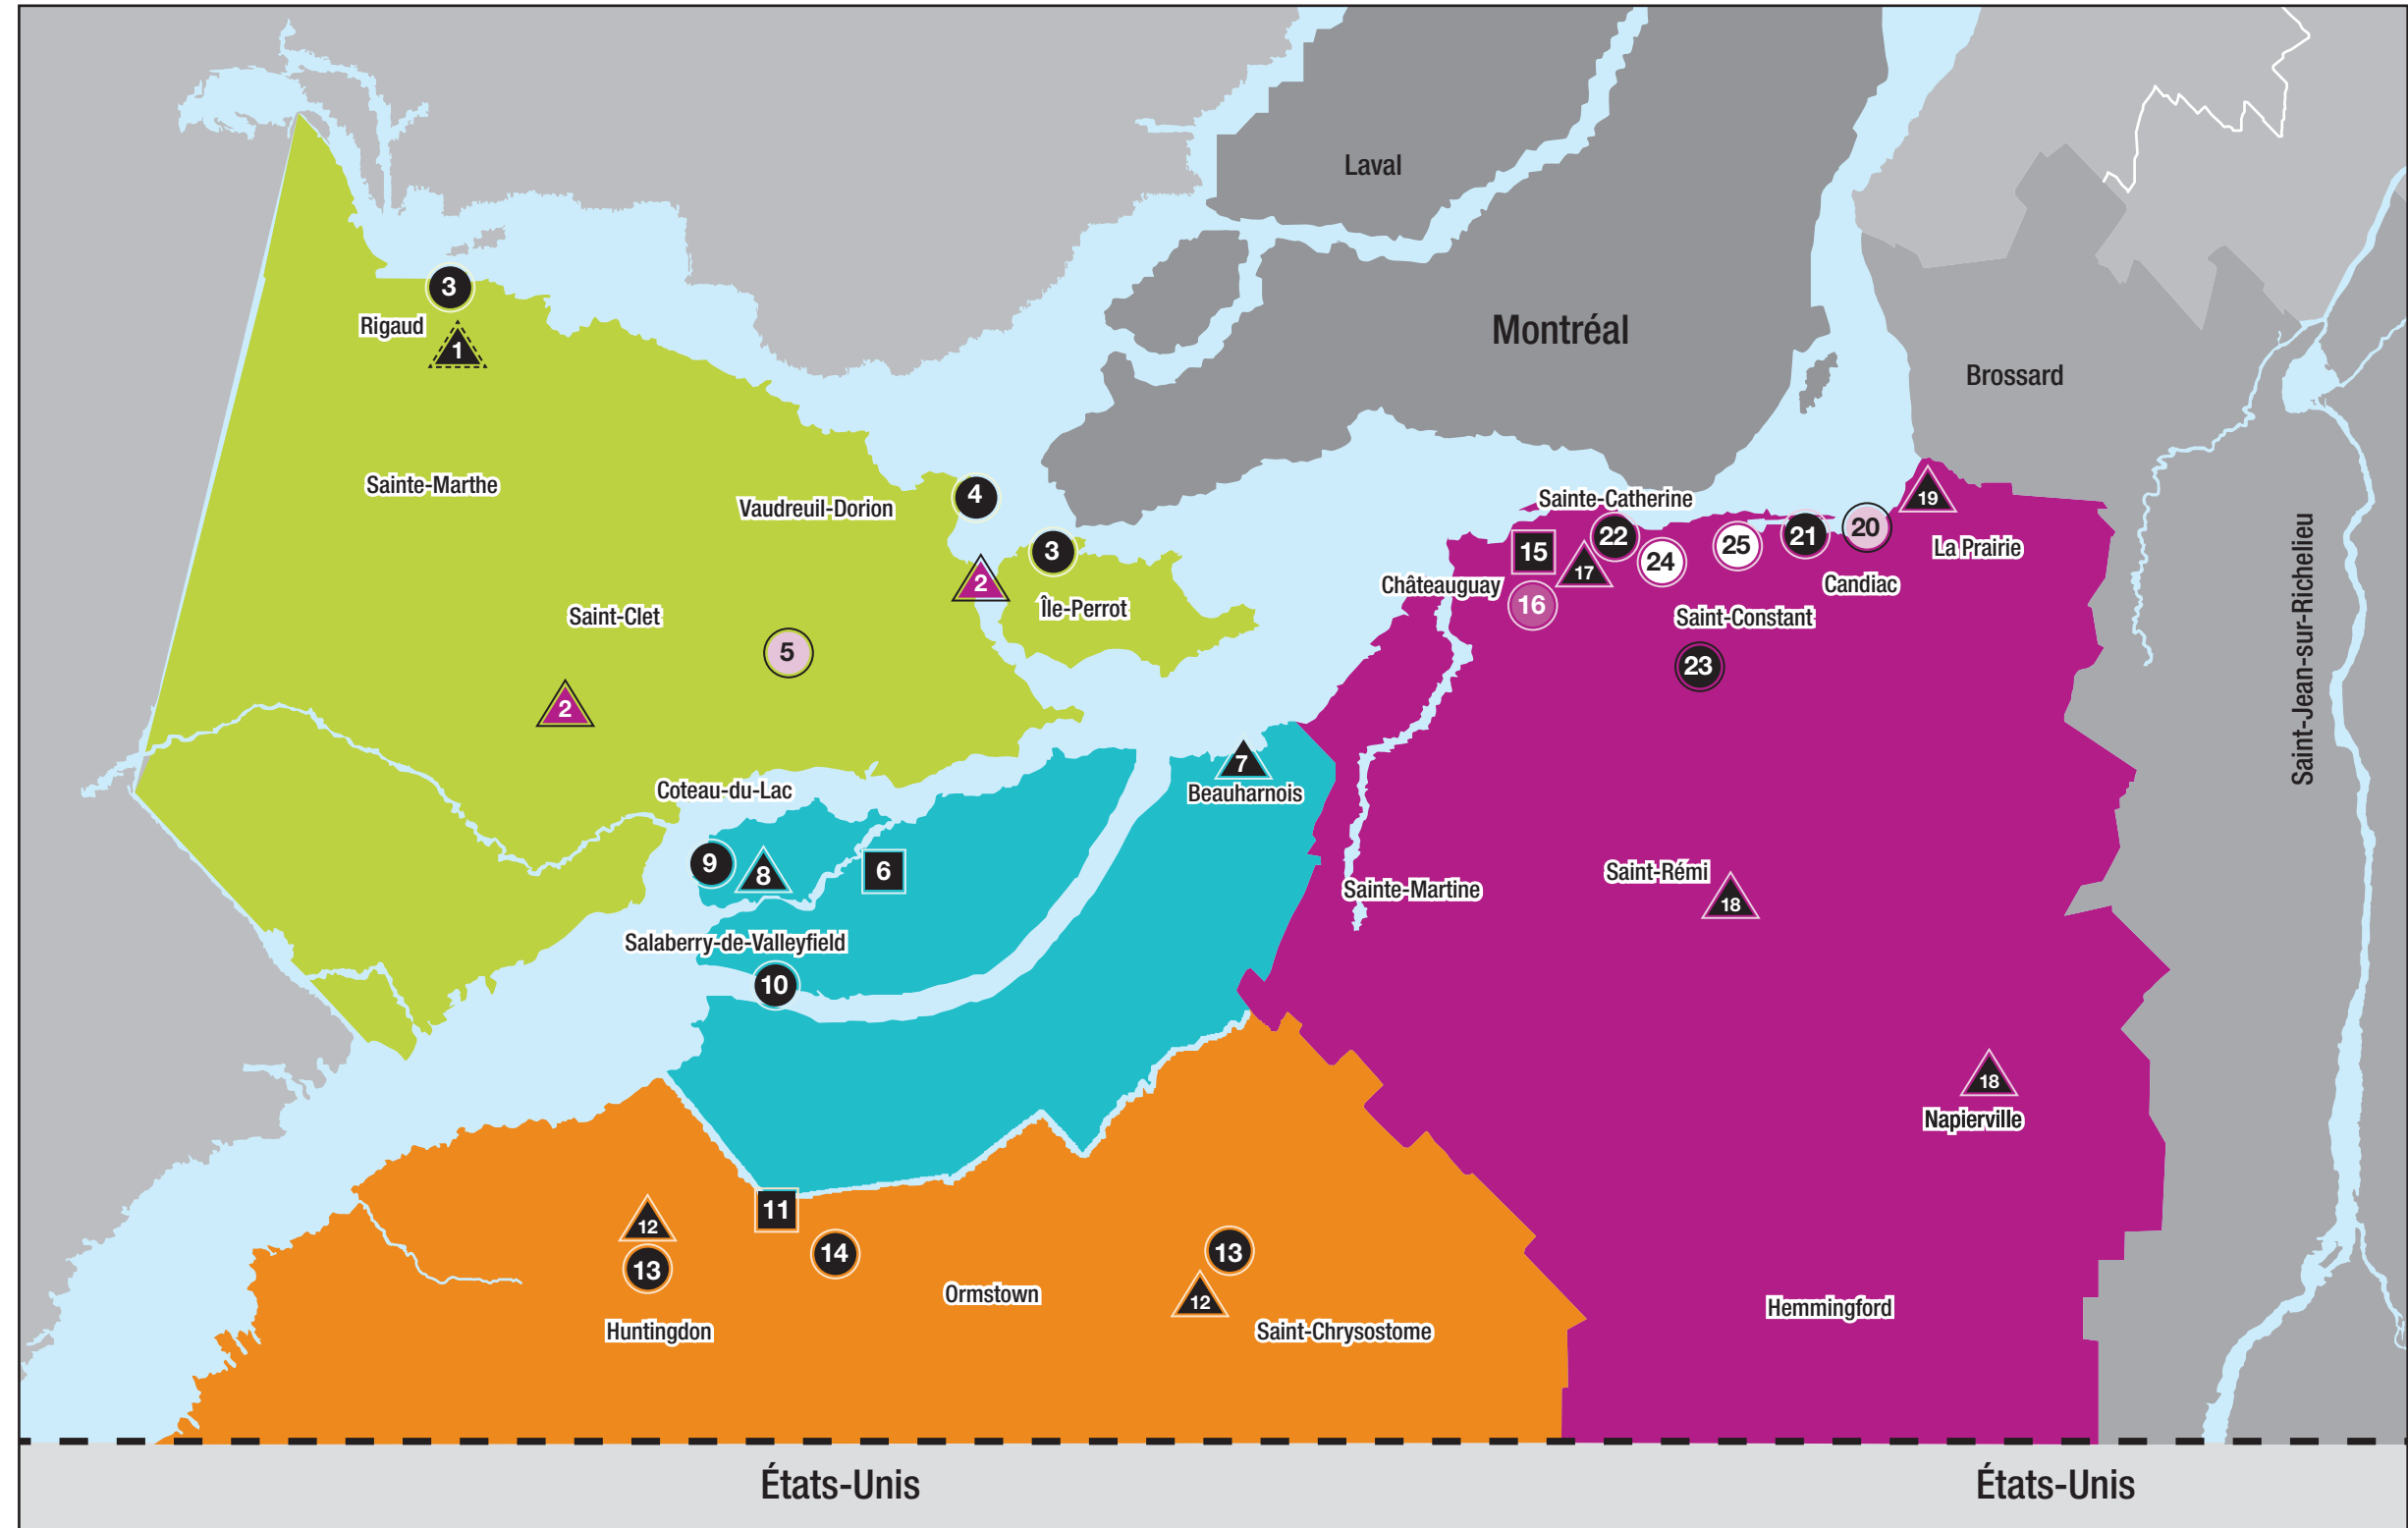 Laval
Montréal
Brossard
3
Rigaud
1
Sainte-Marthe
Vaudreuil-Dorion
4
3
2
Île-Perrot
Saint-Clet
5
2
Sainte-Catherine
19
15
22
17
24
25
21
20
La Prairie
Châteauguay
16
Candiac
Saint-Constant
23
Saint-Jean-sur-Richelieu
7
Beauharnois
Coteau-du-Lac
9
8
6
Sainte-Martine
Saint-Rémi
18
Salaberry-de-Valleyfield
10
18
Napierville
11
12
13
14
13
12
Ormstown
Huntingdon
Saint-Chrysostome
Hemmingford
États-Unis
États-Unis